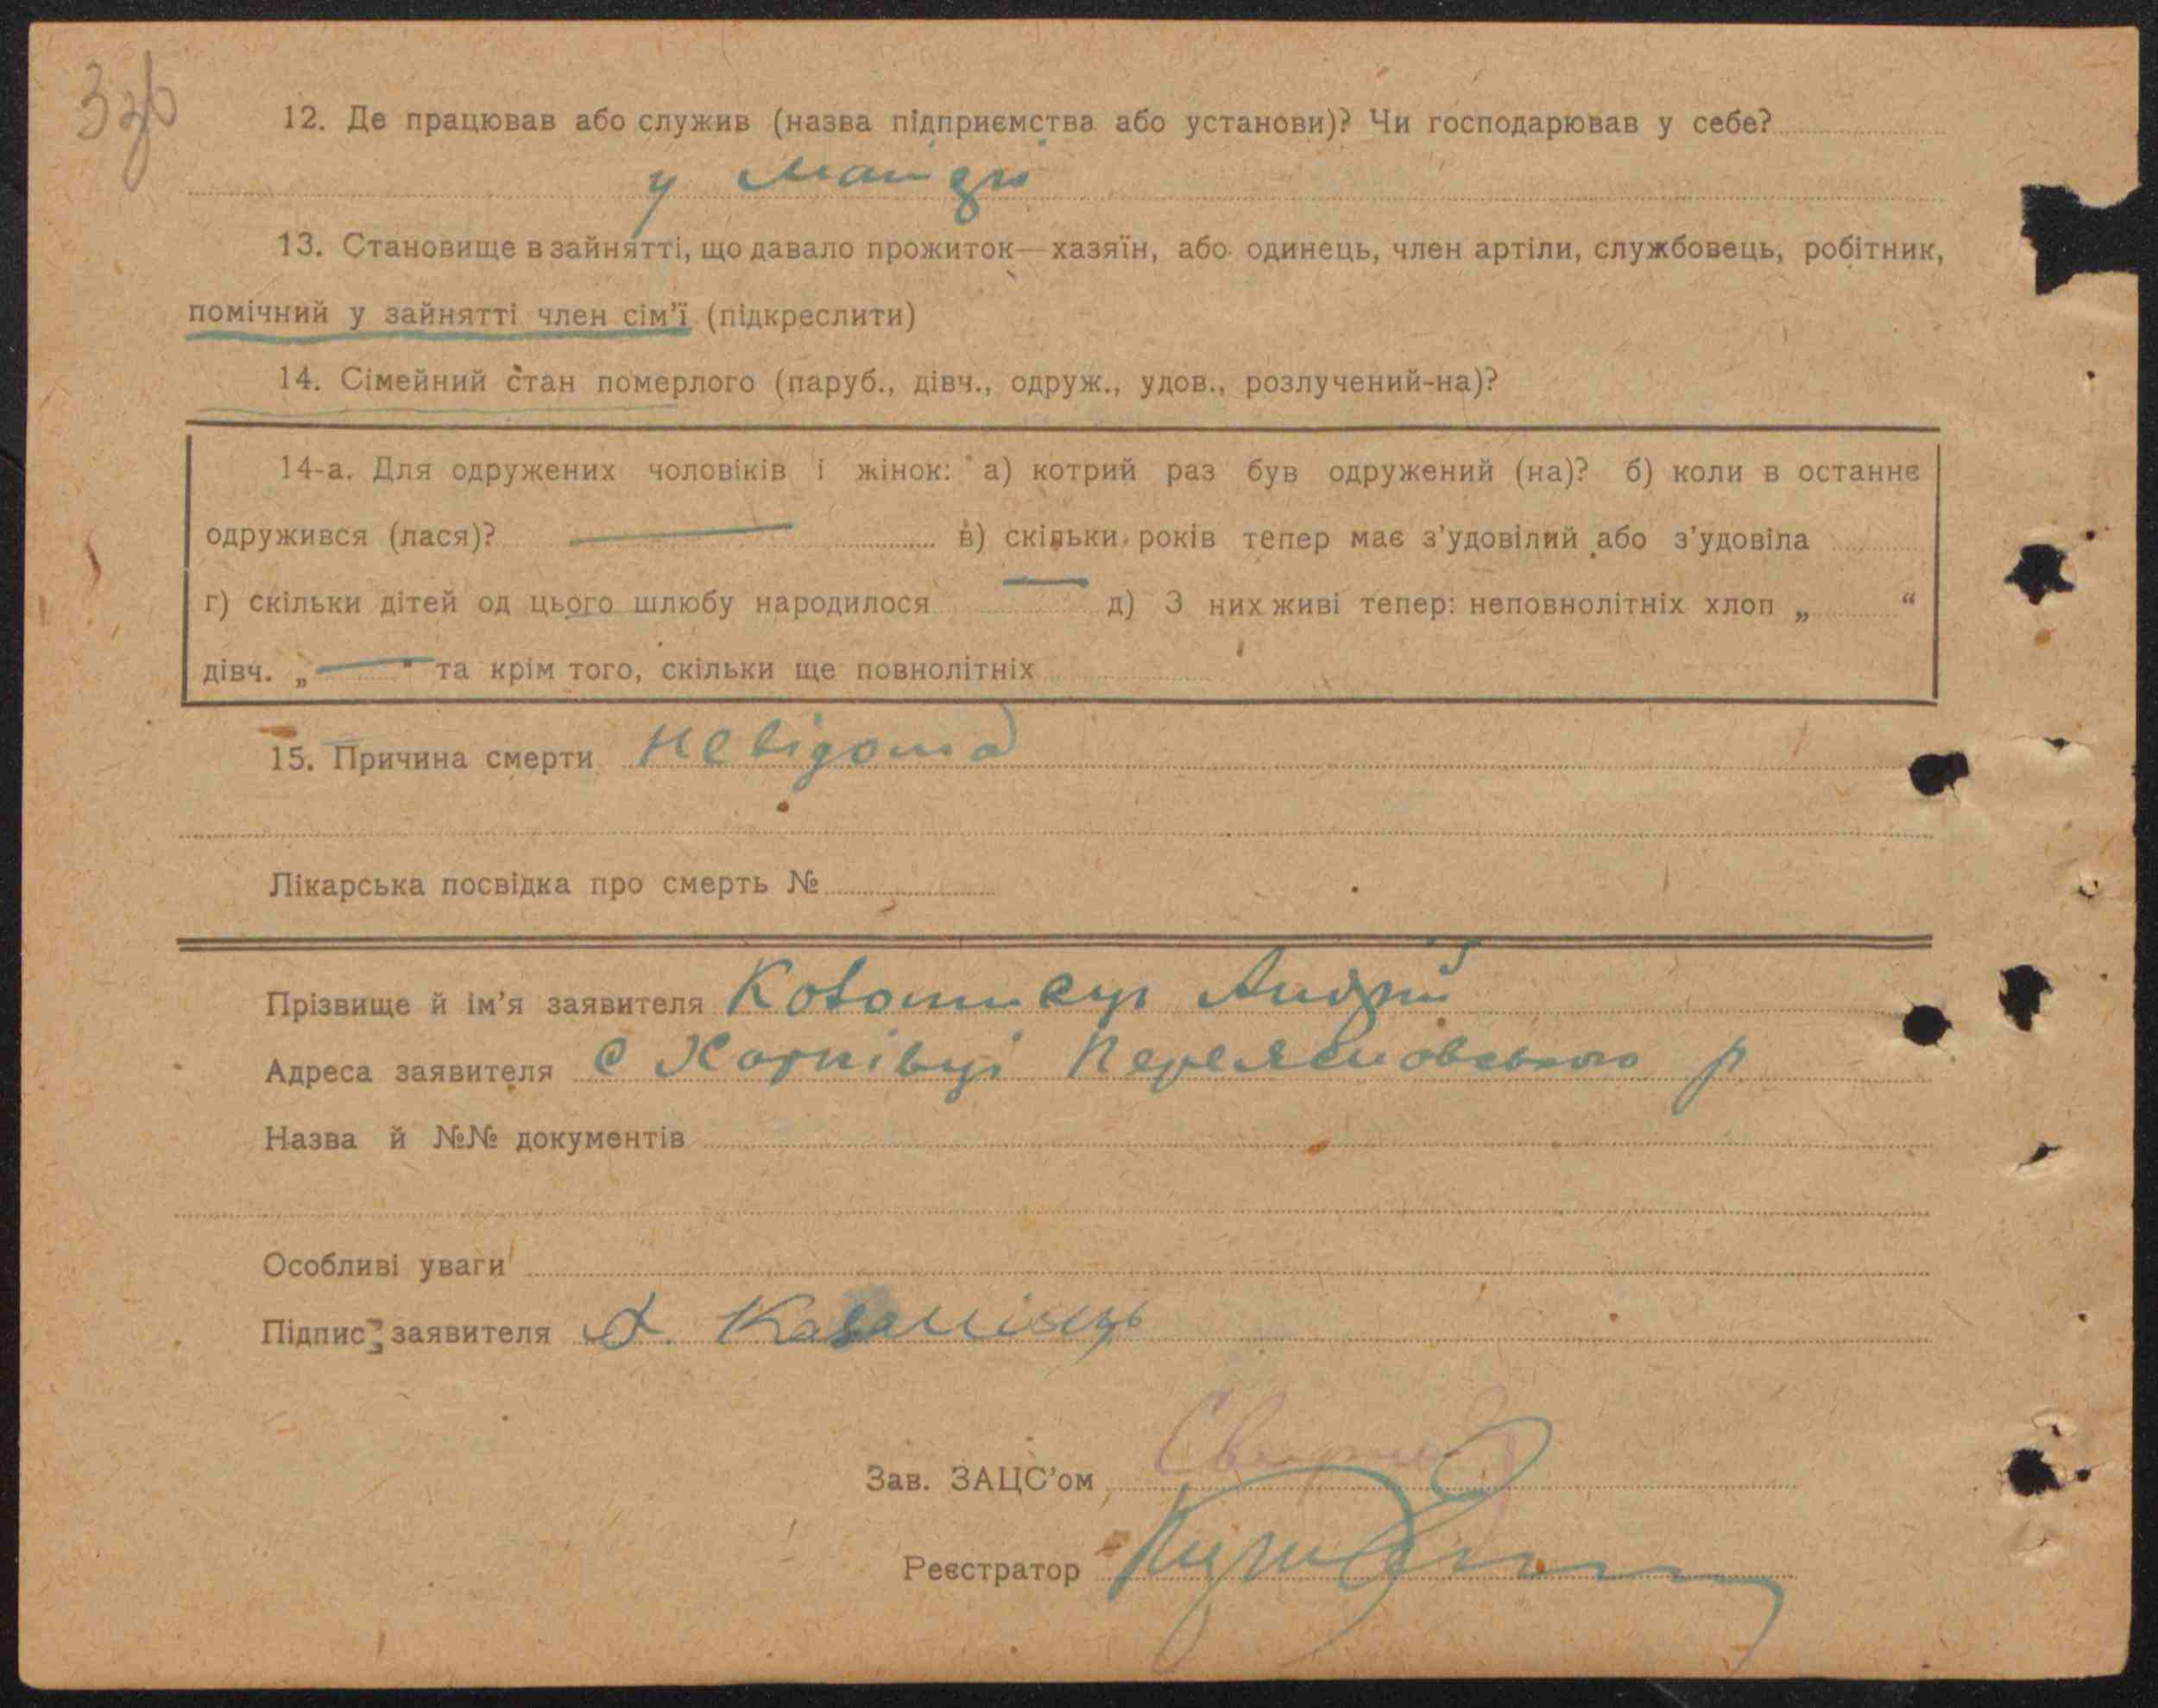 3зв
12. Де працював або служив (назва підприємства або установи)? Чи господарював у себе?
у
13. Становище в зайнятті, що давало прожиток—хазяїн, або одинець, член артіли, службовець, робітник,
помічний у зайнятті член сім'ї (підкреслити)
14. Сімейний стан померлого (паруб., дівч., одруж., удов., розлучений-на)?
14-а. Для одружених чоловіків і жінок: а) котрий раз був одружений (на)? б) коли в останнє
одружився (лася)? — в) скільки років тепер має з'удовілий або з'удовіла
г) скільки дітей од цього шлюбу народилося — д) З них живі тепер: неповнолітніх хлоп „ “
дівч. „ — " та крім того, скільки ще повнолітніх
15. Причина смерти невідома
Лікарська посвідка про смерть №
Прізвище й ім'я заявителя Андрій
Адреса заявителя с Харківці р
Назва й №№ документів
Особливі уваги
Підпис заявителя А.
Зав. ЗАЦС'ом
Реєстратор